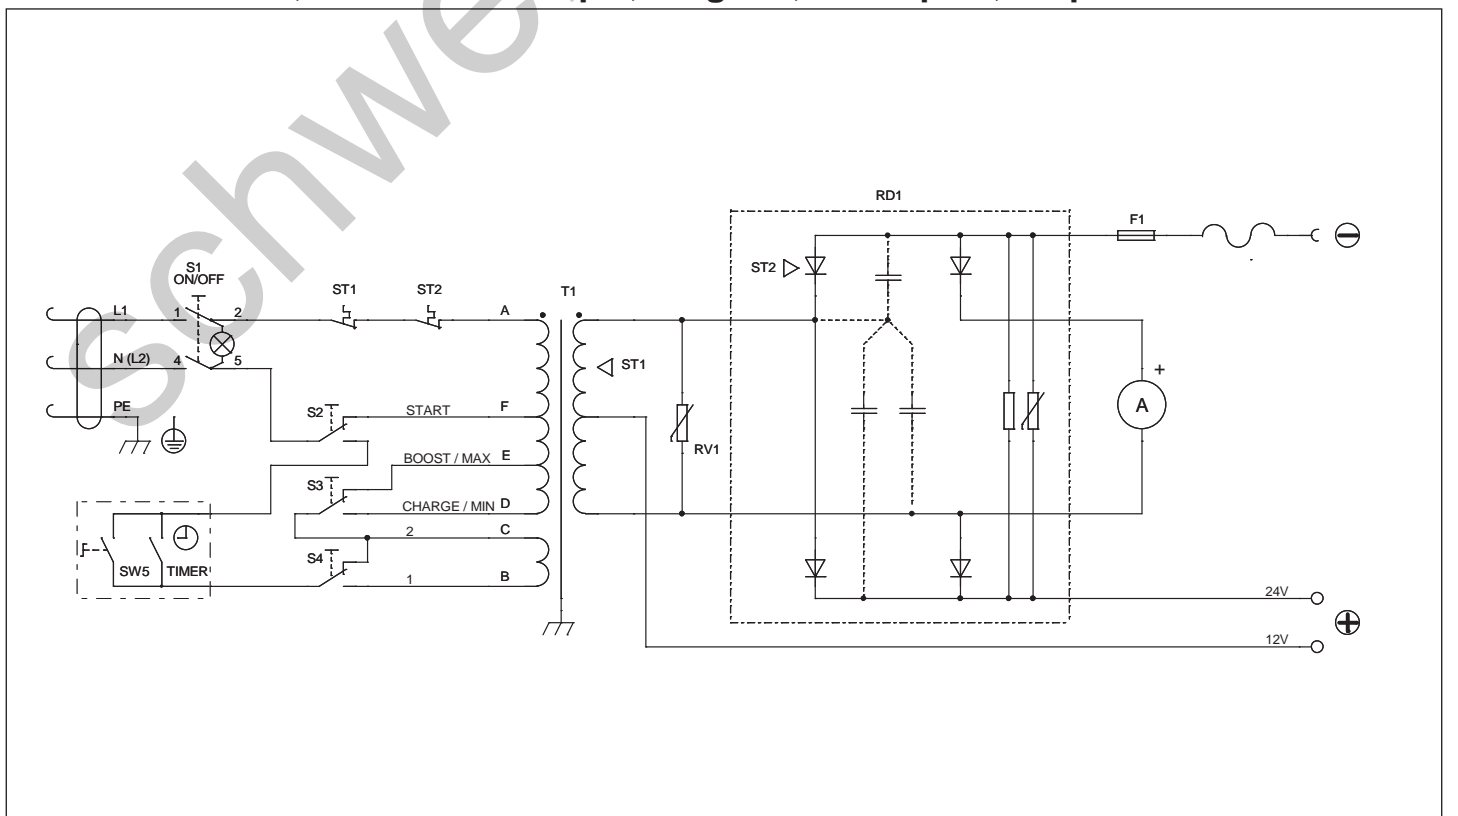 schwe
RD1
F1
S1
ON/OFF
ST2
ST1
ST2
T1
L1
1
2
A
N (L2)
4
5
ST1
+
PE
S2
START
F
A
RV1
BOOST / MAX
E
S3
CHARGE / MIN
D
2
C
S4
SW5
TIMER
1
B
24V
12V